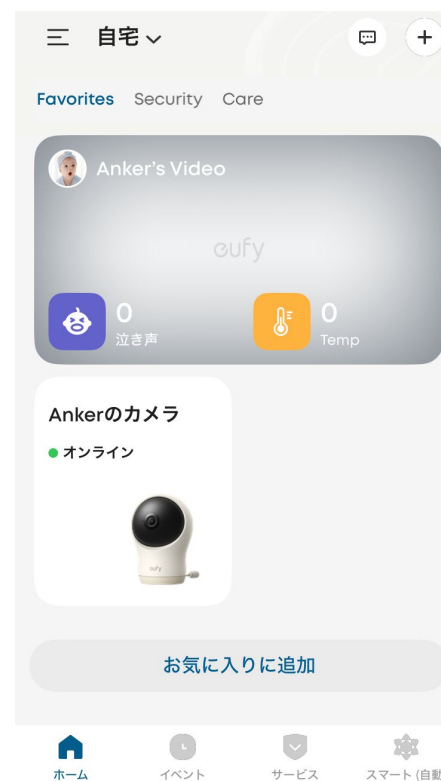 自宅
Favorites Security Care
Anker's Video
eufy
0
泣き声
0
Temp
Ankerのカメラ
オンライン
eufy
お気に入りに追加
ホーム イベント サービス スマート (自動